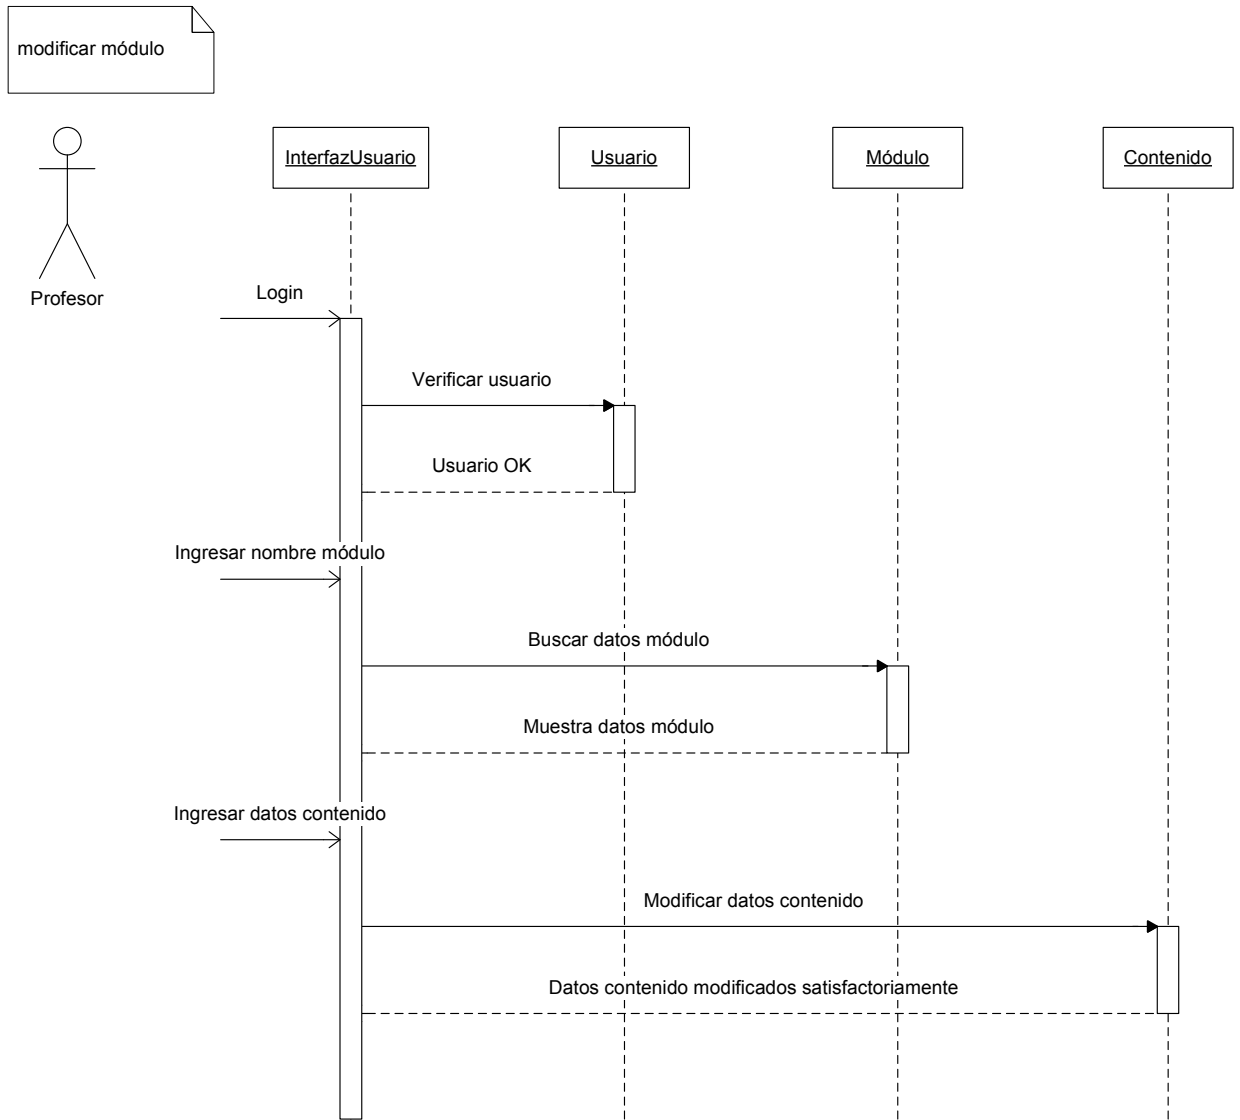 modificar módulo
InterfazUsuario
Usuario
Módulo
Contenido
Profesor
Login
Verificar usuario
Usuario OK
Ingresar nombre módulo
Buscar datos módulo
Muestra datos módulo
Ingresar datos contenido
Modificar datos contenido
Datos contenido modificados satisfactoriamente